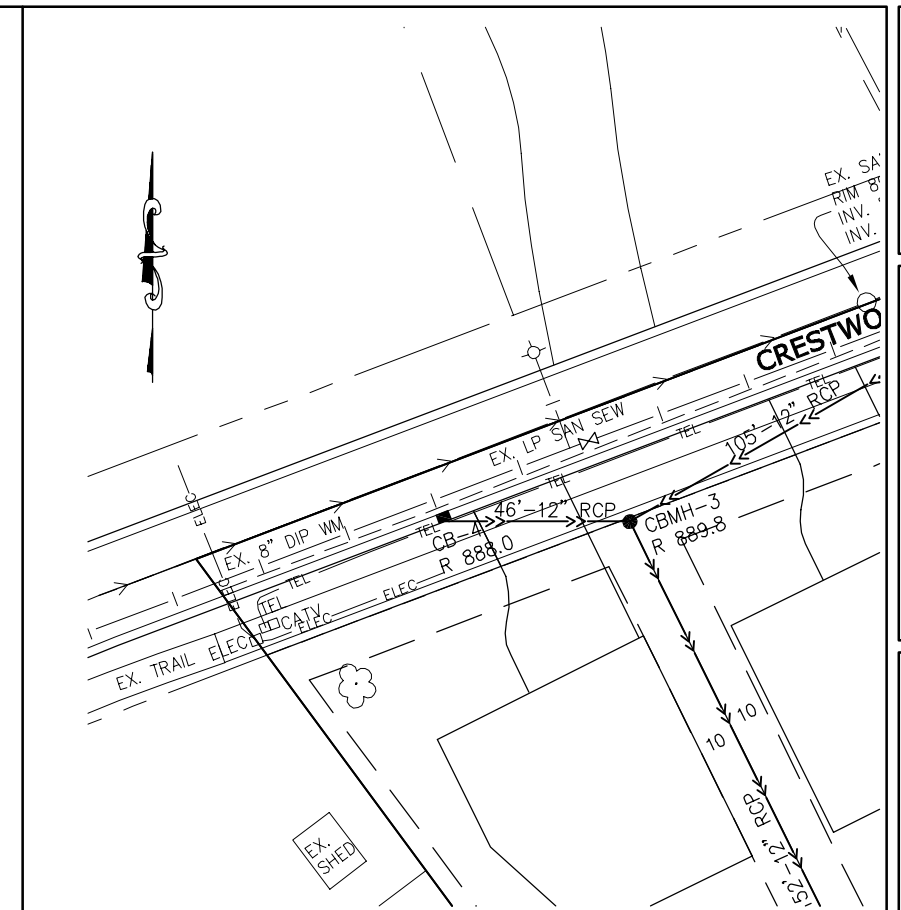 EX. SA
RIM 8
INV.
INV.
CRESTWO
TEL
105'-12" RCP
EX. LP SAN SEW
TEL
TEL
ELEC
46'-12" RCP
CBMH-3
R 889.8
TEL
CB-4
R 888.0
EX. 8" DIP WM
TEL
ELEC
ELEC
TEL
CATV
ELEC
ELEC
EX. TRAIL
10
10
52'-12" RCP
EX.
SHED